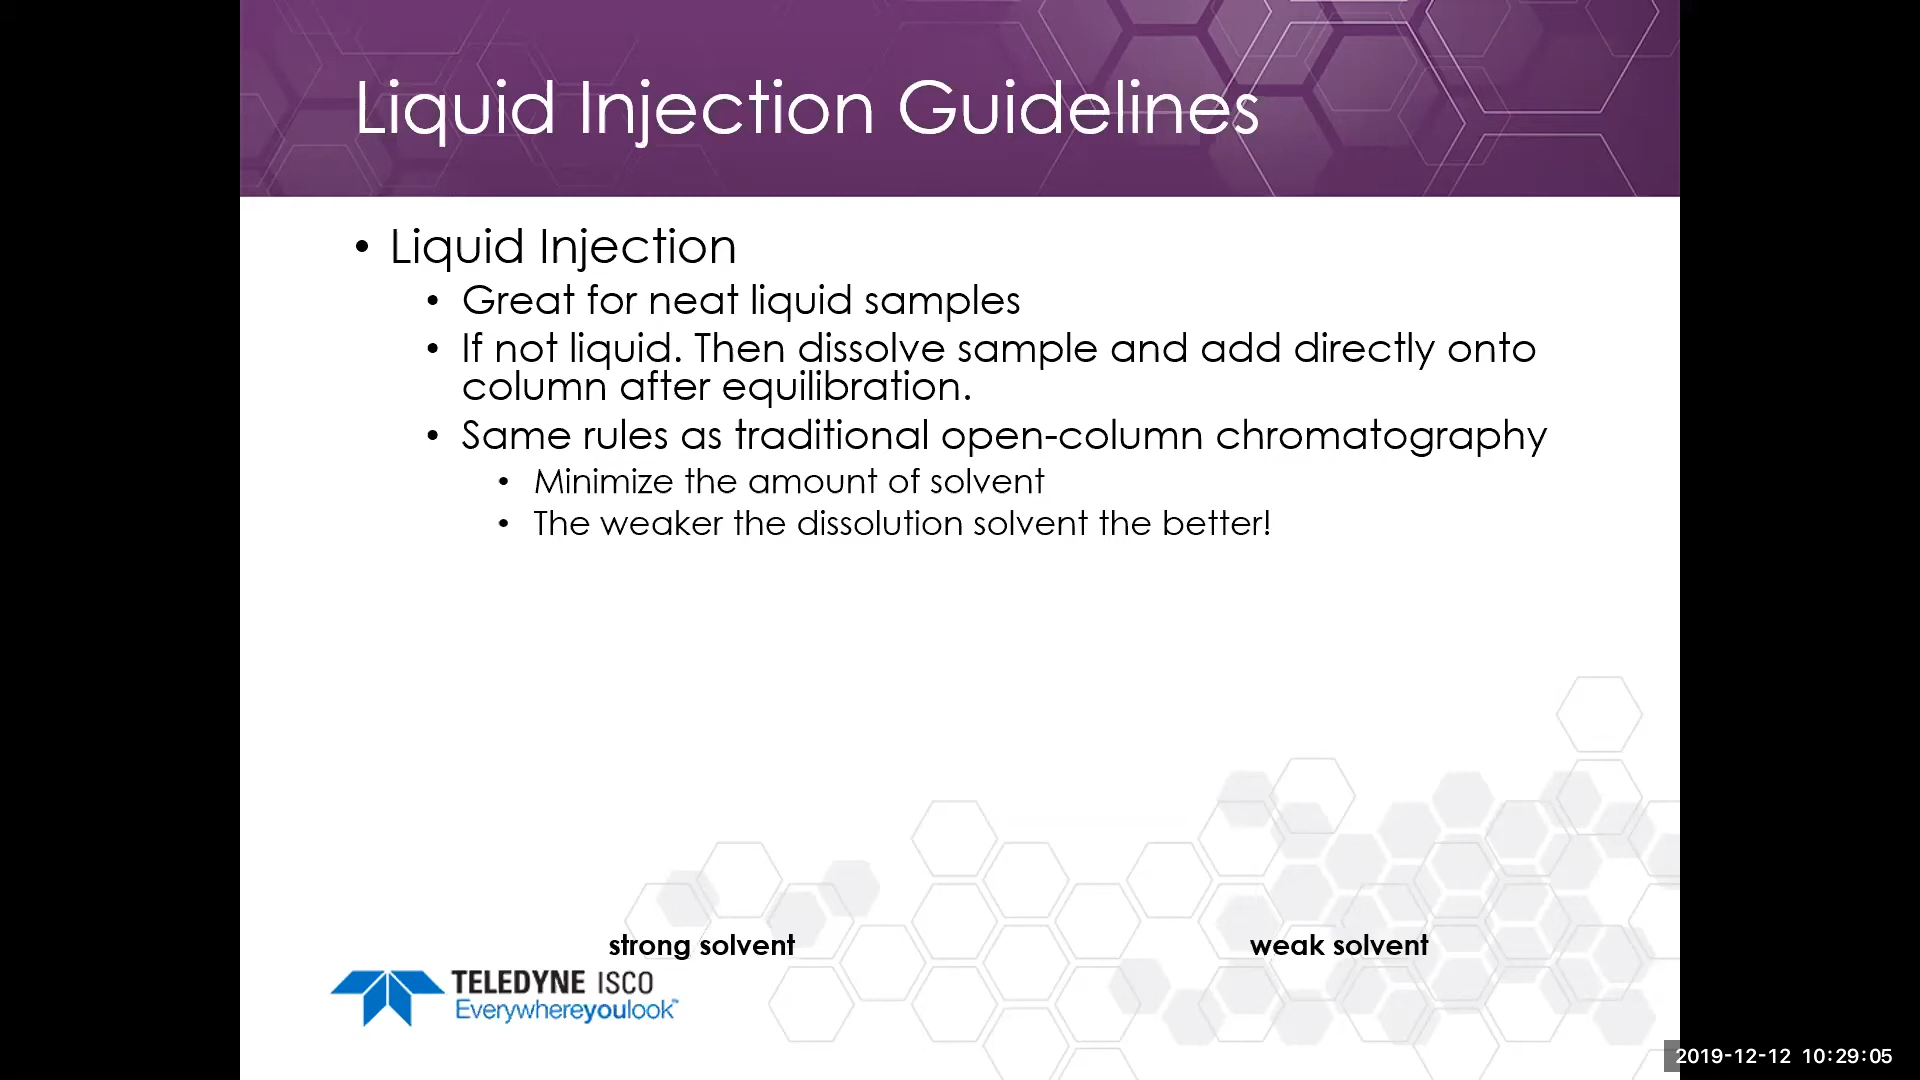 Liquid Injection Guidelines
• Liquid Injection
• Great for neat liquid samples
• If not liquid. Then dissolve sample and add directly onto
column after equilibration.
• Same rules as traditional open-column chromatography
• Minimize the amount of solvent
• The weaker the dissolution solvent the better!
strong solvent
weak solvent
TELEDYNE ISCO
Everywhereyoulook™
2019-12-12 10:29:05